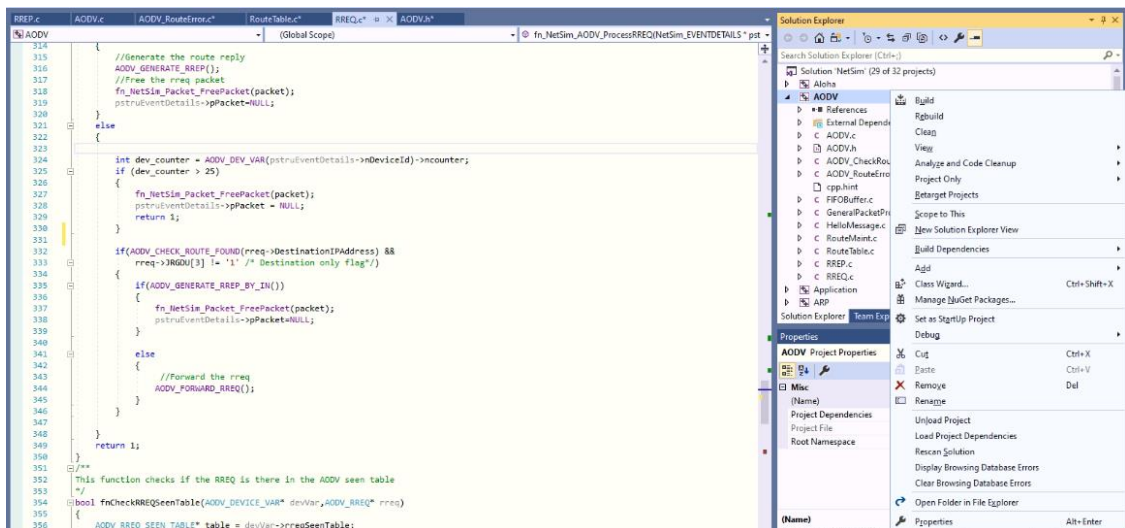 RREP.c AODV.c AODV_RouteError.c* RouteTable.c* RREQ.c* AODV.h*
AODV (Global Scope) fn_NetSim_AODV_ProcessRREQ(NetSim_EVENTDETAILS * pst
314 {
315 //Generate the route reply
316 AODV_GENERATE_RREP();
317 //Free the rreq packet
318 fn_NetSim_Packet_FreePacket(packet);
319 pstruEventDetails->pPacket=NULL;
320 }
321 else
322 {
323
324 int dev_counter = AODV_DEV_VAR(pstruEventDetails->nDeviceId)->ncounter;
325 if (dev_counter > 25)
326 {
327 fn_NetSim_Packet_FreePacket(packet);
328 pstruEventDetails->pPacket = NULL;
329 return 1;
330 }
331
332 if(AODV_CHECK_ROUTE_FOUND(rreq->DestinationIPAddress) &&
333 rreq->JRGDU[3] != '1' /* Destination only flag*/)
334 {
335 if(AODV_GENERATE_RREP_BY_IN())
336 {
337 fn_NetSim_Packet_FreePacket(packet);
338 pstruEventDetails->pPacket=NULL;
339 }
340
341 else
342 {
343 //Forward the rreq
344 AODV_FORWARD_RREQ();
345 }
346 }
347
348 }
349 return 1;
350 }
351 /**
352 This function checks if the RREQ is there in the AODV seen table
353 */
354 bool fnCheckRREQSeenTable(AODV_DEVICE_VAR* devVar,AODV_RREQ* rreq)
355 {
356 AODV_RREQ_SEEN_TABLE* table = devVar->rreqSeenTable;
Solution Explorer
Search Solution Explorer (Ctrl+;)
Solution 'NetSim' (29 of 32 projects)
Aloha
AODV
References
External Depende
AODV.c
AODV.h
AODV_CheckRou
AODV_RouteErro
cpp.hint
FIFOBuffer.c
GeneralPacketPr
HelloMessage.c
RouteMaint.c
RouteTable.c
RREP.c
RREQ.c
Application
ARP
Solution Explorer Team Exp
Properties
AODV Project Properties
Misc
(Name)
Project Dependencies
Project File
Root Namespace
(Name)
Build
Rebuild
Clean
View
Analyze and Code Cleanup
Project Only
Retarget Projects
Scope to This
New Solution Explorer View
Build Dependencies
Add
Class Wizard... Ctrl+Shift+X
Manage NuGet Packages...
Set as StartUp Project
Debug
Cut Ctrl+X
Paste Ctrl+V
Remove Del
Rename
Unload Project
Load Project Dependencies
Rescan Solution
Display Browsing Database Errors
Clear Browsing Database Errors
Open Folder in File Explorer
Properties Alt+Enter